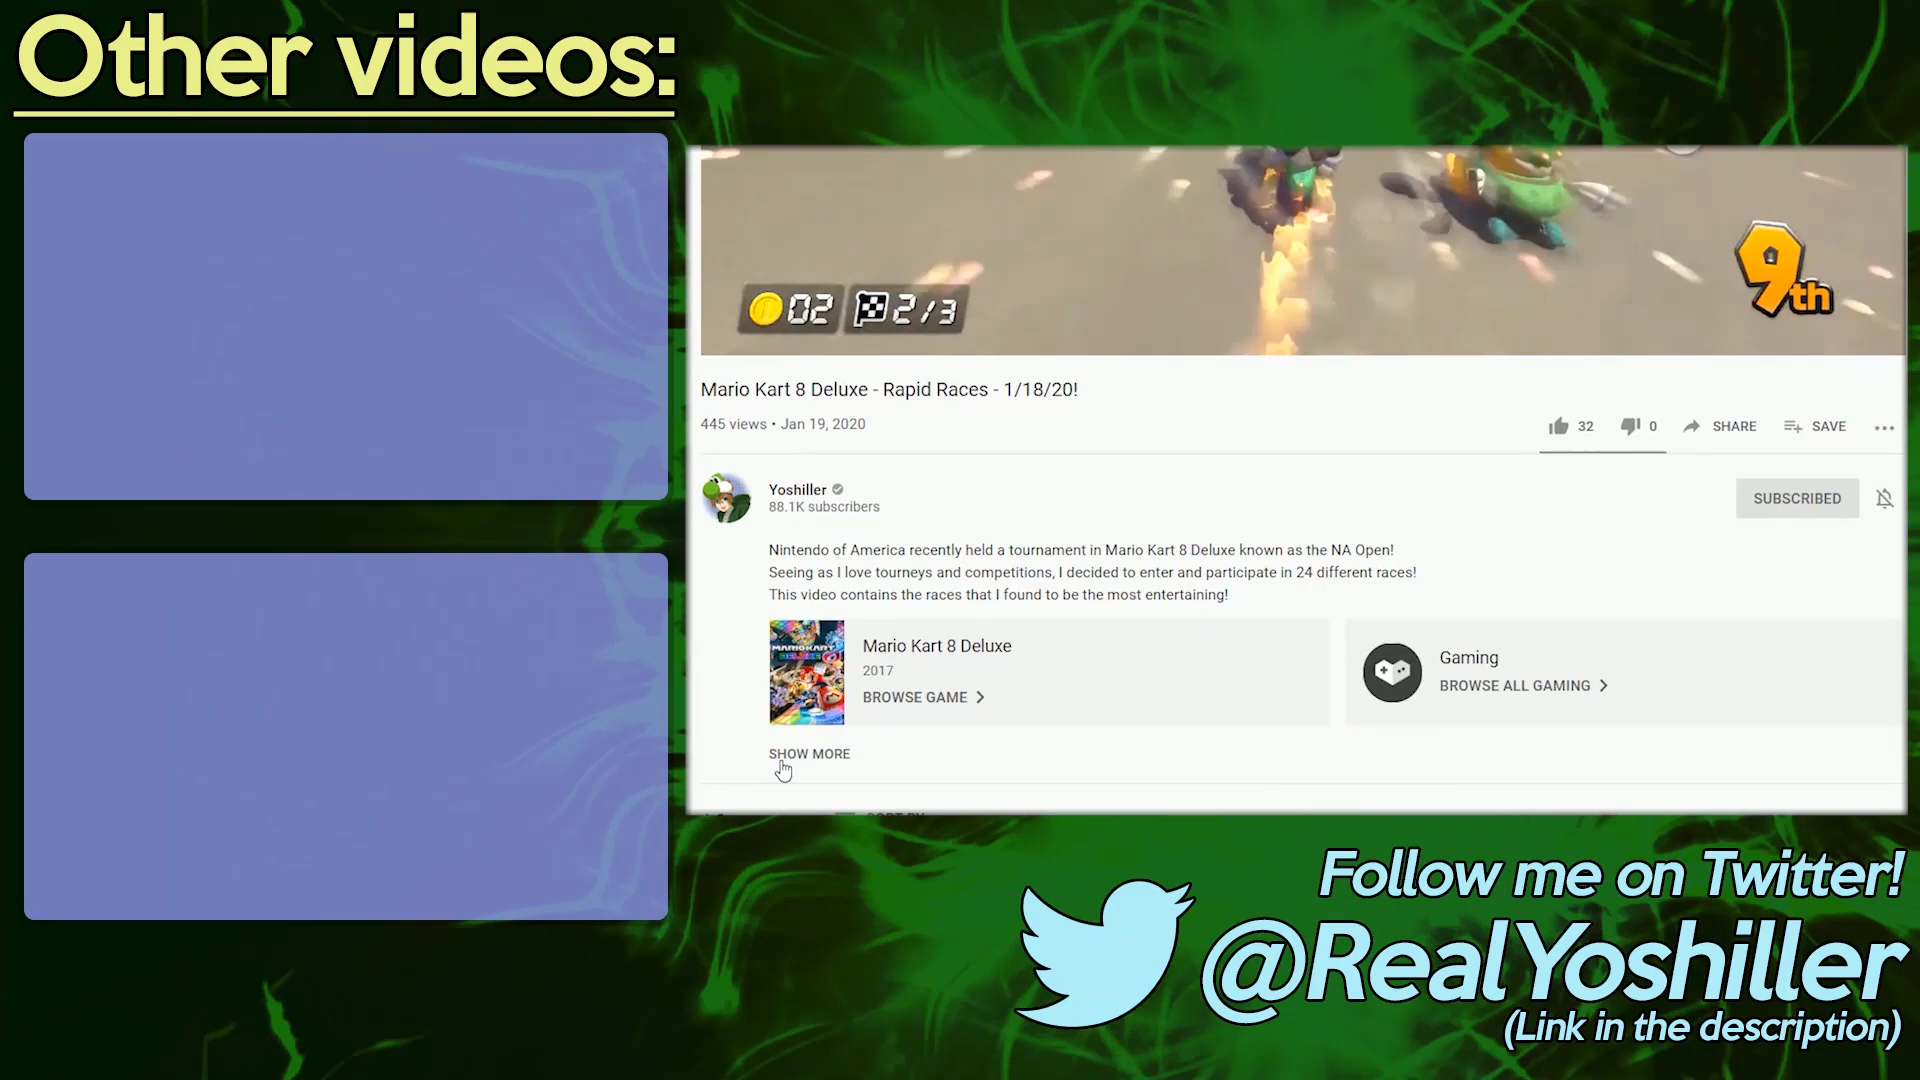 Other videos:
02 2/3
9th
Mario Kart 8 Deluxe - Rapid Races - 1/18/20!
445 views • Jan 19, 2020
32 0 SHARE SAVE
Yoshiller
88.1K subscribers
SUBSCRIBED
Nintendo of America recently held a tournament in Mario Kart 8 Deluxe known as the NA Open!
Seeing as I love tourneys and competitions, I decided to enter and participate in 24 different races!
This video contains the races that I found to be the most entertaining!
MARIOKART 8
DELUXE
Mario Kart 8 Deluxe
2017
BROWSE GAME
Gaming
BROWSE ALL GAMING
SHOW MORE
Follow me on Twitter!
@RealYoshiller
(Link in the description)